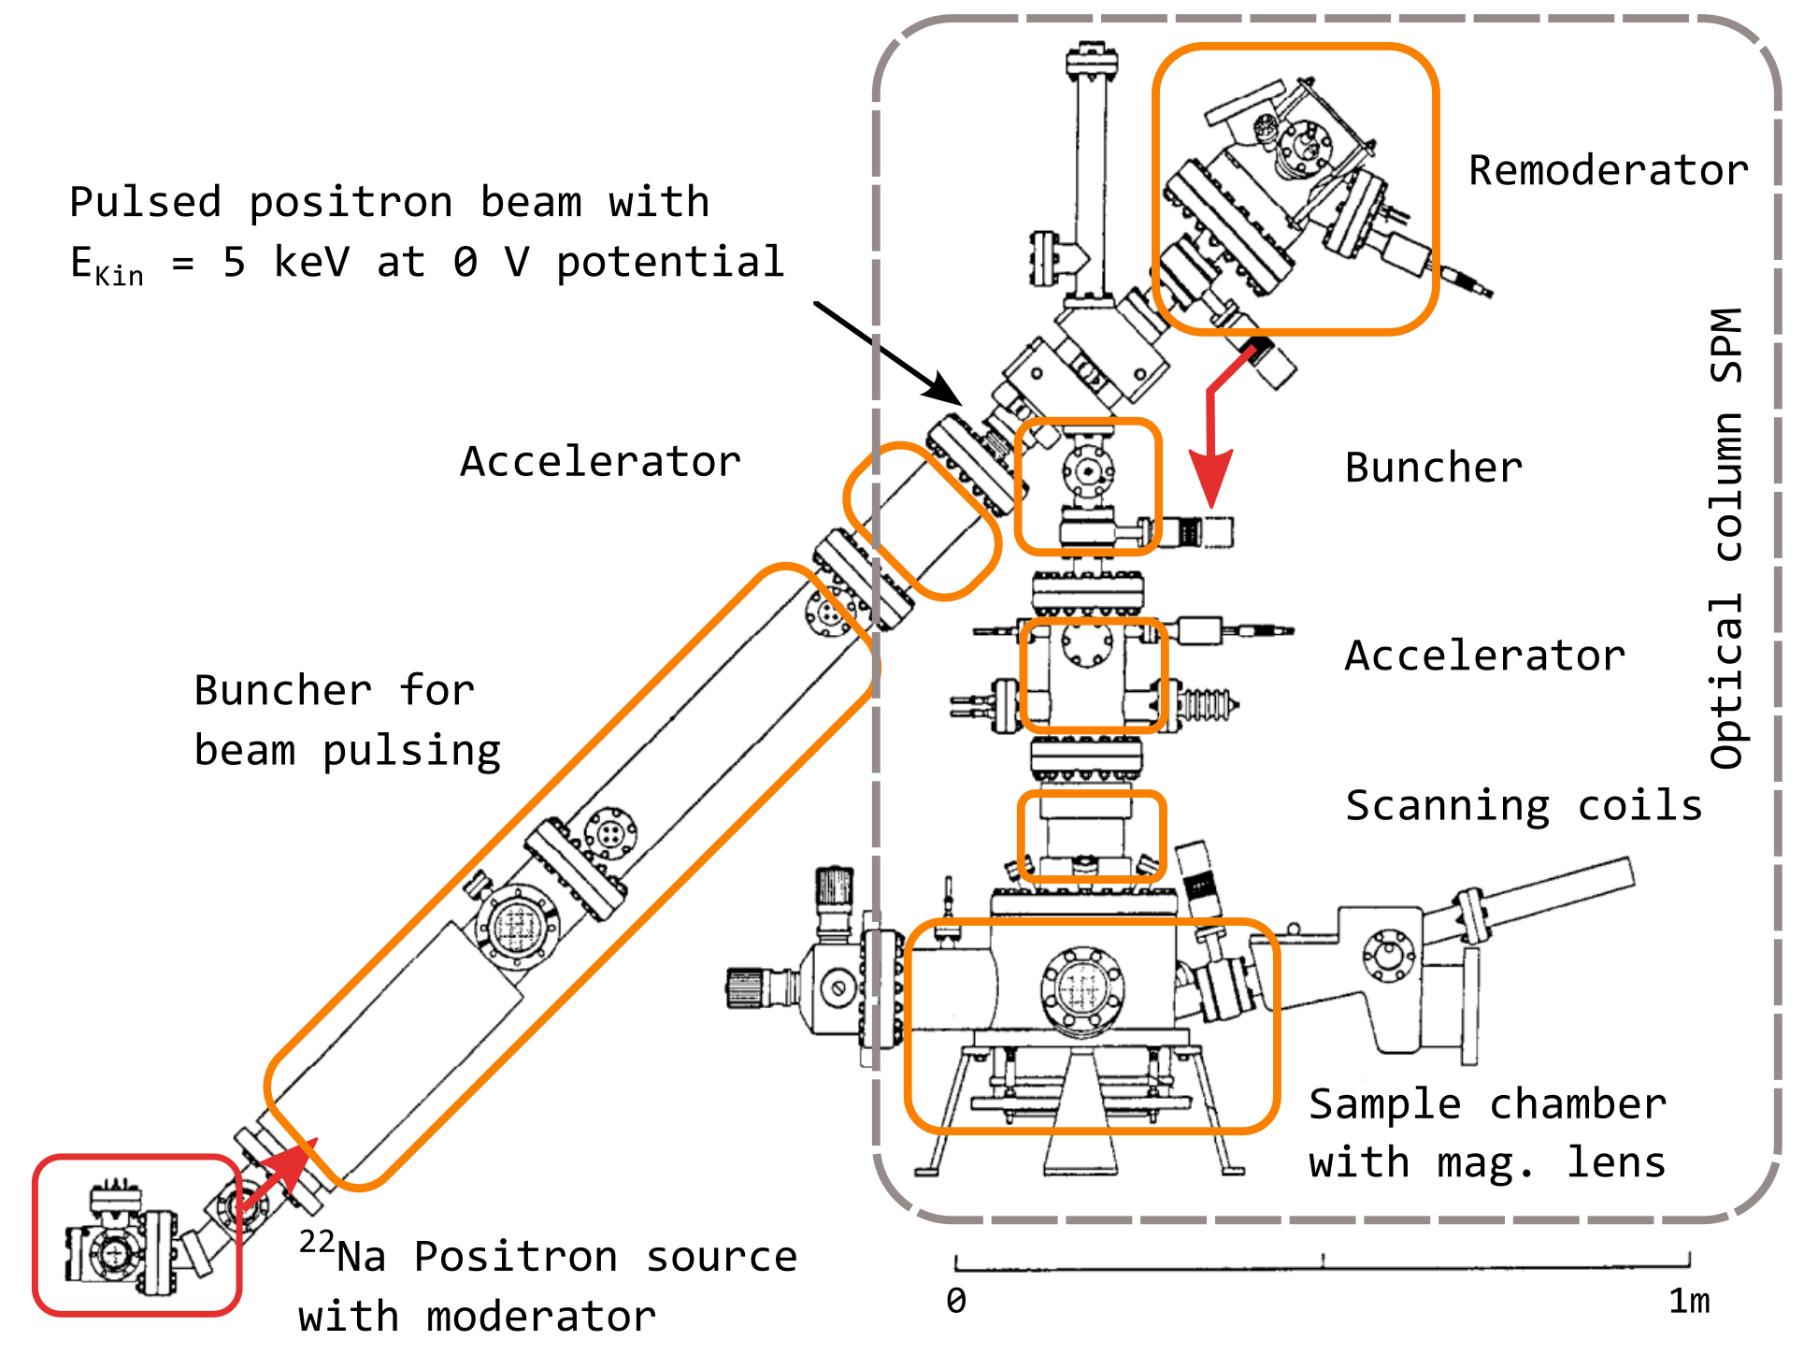 Remoderator
Pulsed positron beam with
E_Kin = 5 keV at 0 V potential
Accelerator
Buncher
Optical column SPM
Buncher for
beam pulsing
Accelerator
Scanning coils
Sample chamber
with mag. lens
²²Na Positron source
with moderator
0
1m